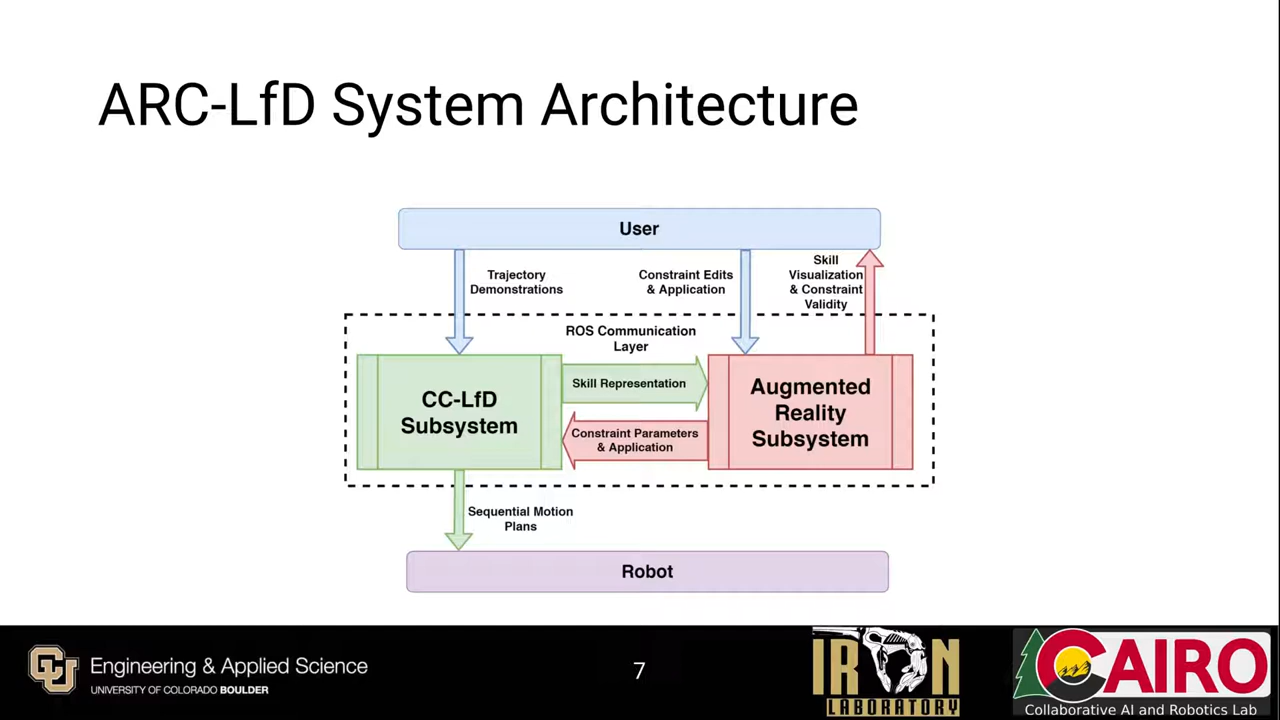 ARC-LfD System Architecture
User
Trajectory
Demonstrations
Constraint Edits
& Application
Skill
Visualization
& Constraint
Validity
ROS Communication
Layer
CC-LfD
Subsystem
Skill Representation
Constraint Parameters
& Application
Augmented
Reality
Subsystem
Sequential Motion
Plans
Robot
CU
Engineering & Applied Science
UNIVERSITY OF COLORADO BOULDER
7
IRON
LABORATORY
CAIRO
Collaborative AI and Robotics Lab